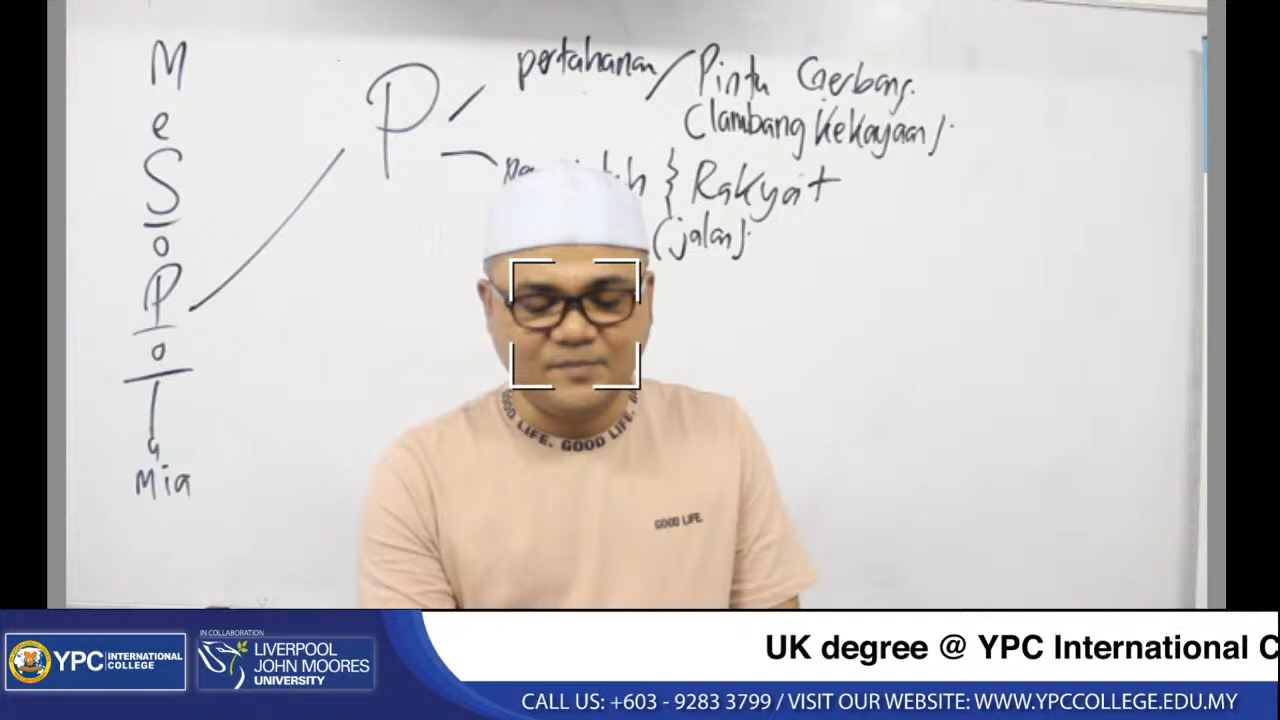 M
e
S
o
P
o
T
a
Mia
P
pertahanan / Pintu Gerbang.
(lambang Kekayaan).
} Rakyat
(jalan).
GOOD LIFE. GOOD LIFE.
GOOD LIFE.
YPC INTERNATIONAL COLLEGE
IN COLLABORATION
LIVERPOOL
JOHN MOORES
UNIVERSITY
UK degree @ YPC International C
CALL US: +603 - 9283 3799 / VISIT OUR WEBSITE: WWW.YPCCOLLEGE.EDU.MY